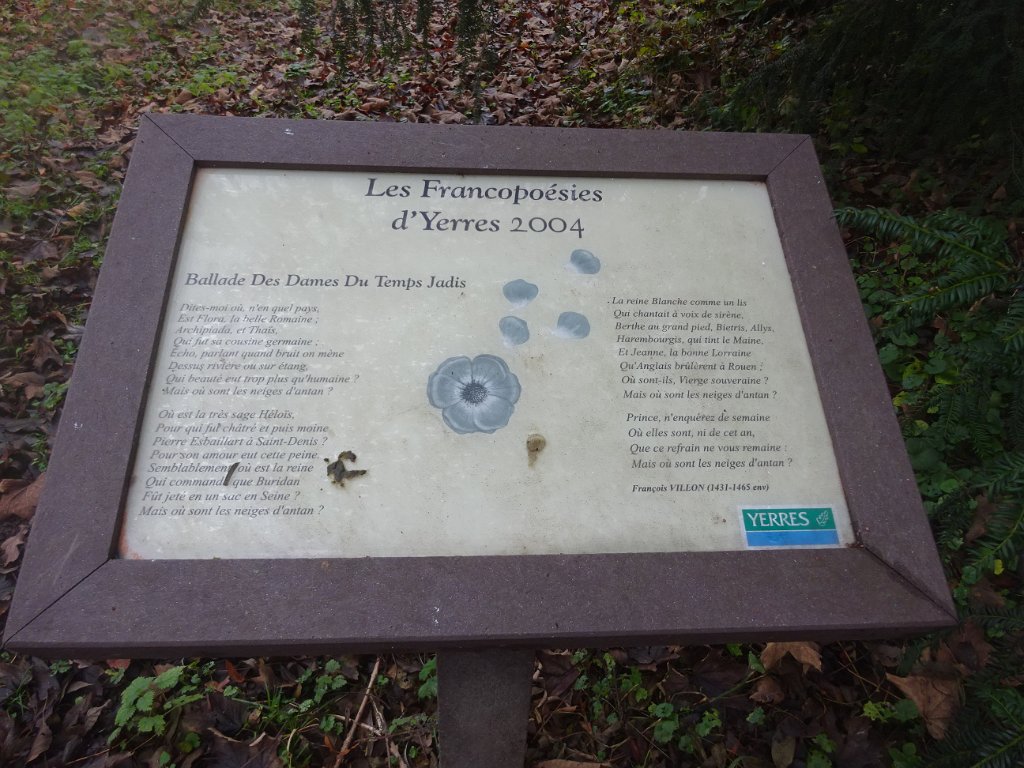 Les Francopoésies
d'Yerres 2004
Ballade Des Dames Du Temps Jadis
Dites-moi où, n'en quel pays,
Est Flora, la belle Romaine ;
Archipiada, et Thaïs,
Qui fut sa cousine germaine ;
Echo, parlant quand bruit on mène
Dessus rivière ou sur étang,
Qui beauté eut trop plus qu'humaine ?
Mais où sont les neiges d'antan ?
Où est la très sage Héloïs,
Pour qui fut châtré et puis moine
Pierre Esbaillart à Saint-Denis ?
Pour son amour eut cette peine.
Semblablement où est la reine
Qui commanda que Buridan
Fût jeté en un sac en Seine ?
Mais où sont les neiges d'antan ?
La reine Blanche comme un lis
Qui chantait à voix de sirène,
Berthe au grand pied, Bietris, Allys,
Harembourgis, qui tint le Maine,
Et Jeanne, la bonne Lorraine
Qu'Anglais brûlèrent à Rouen ;
Où sont-ils, Vierge souveraine ?
Mais où sont les neiges d'antan ?
Prince, n'enquérez de semaine
Où elles sont, ni de cet an,
Que ce refrain ne vous remaine :
Mais où sont les neiges d'antan ?
François VILLON (1431-1465 env)
YERRES